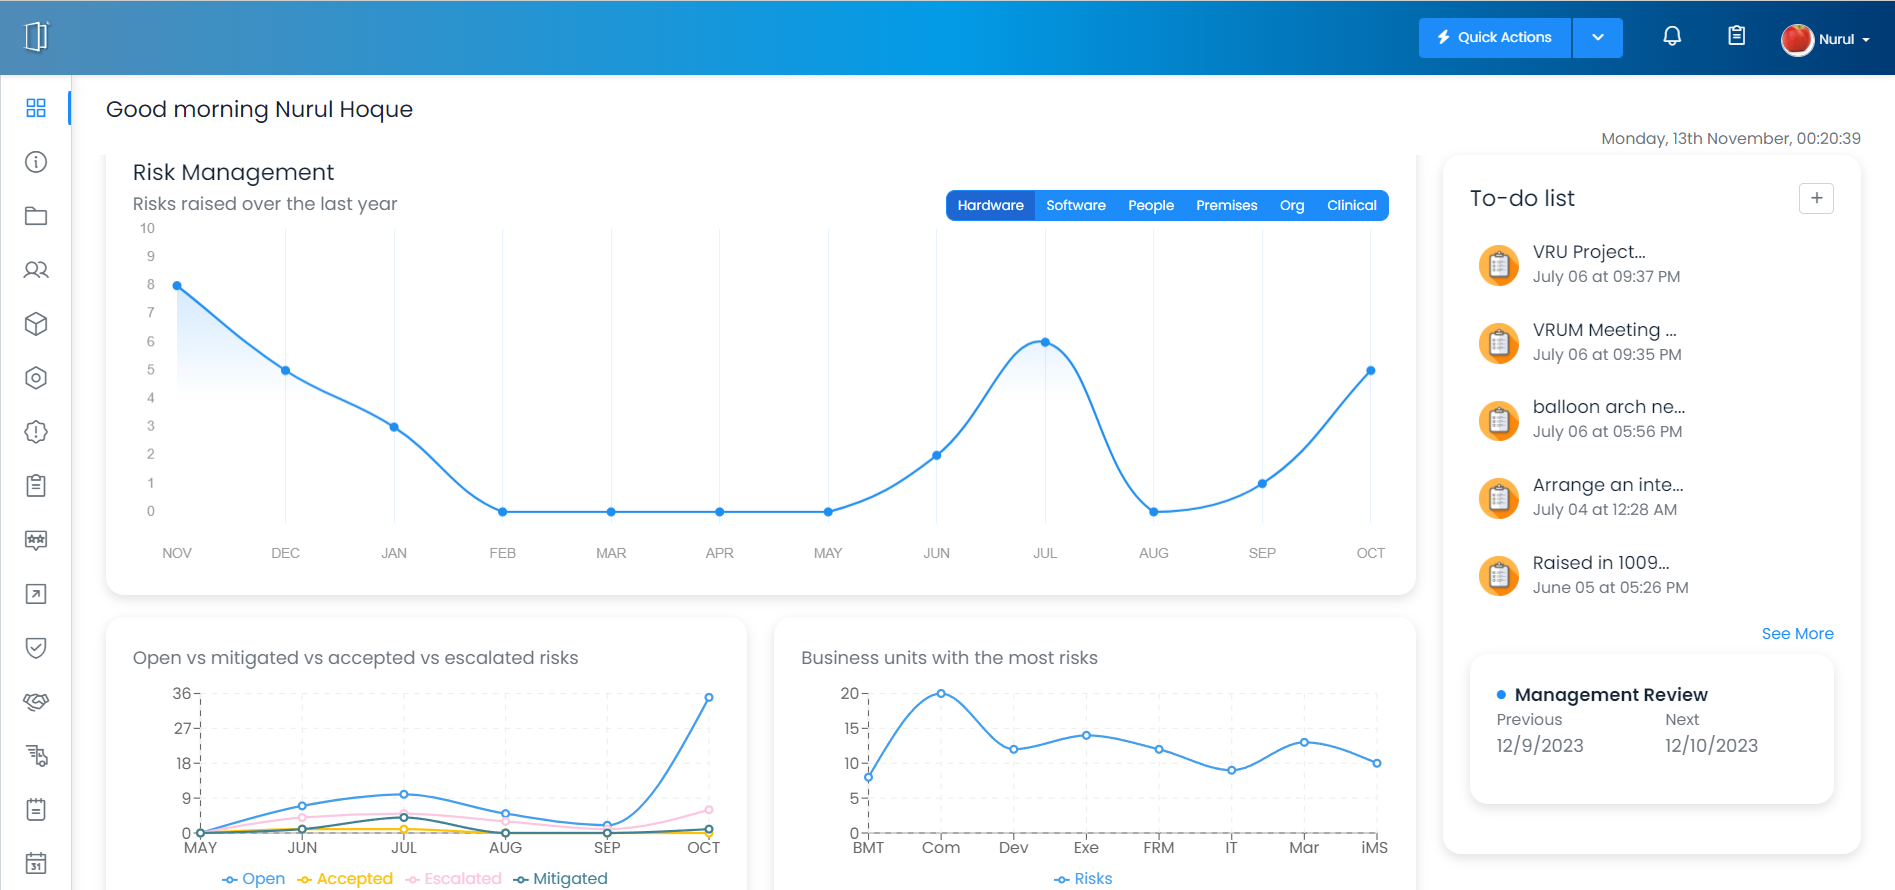 Quick Actions
Nurul
Good morning Nurul Hoque
Monday, 13th November, 00:20:39
Risk Management
Risks raised over the last year
Hardware Software People Premises Org Clinical
10
9
8
7
6
5
4
3
2
1
0
NOV DEC JAN FEB MAR APR MAY JUN JUL AUG SEP OCT
Open vs mitigated vs accepted vs escalated risks
36
27
18
9
0
MAY JUN JUL AUG SEP OCT
Open Accepted Escalated Mitigated
Business units with the most risks
20
15
10
5
0
BMT Com Dev Exe FRM IT Mar iMS
Risks
To-do list
VRU Project...
July 06 at 09:37 PM
VRUM Meeting ...
July 06 at 09:35 PM
balloon arch ne...
July 06 at 05:56 PM
Arrange an inte...
July 04 at 12:28 AM
Raised in 1009...
June 05 at 05:26 PM
See More
Management Review
Previous Next
12/9/2023 12/10/2023
31